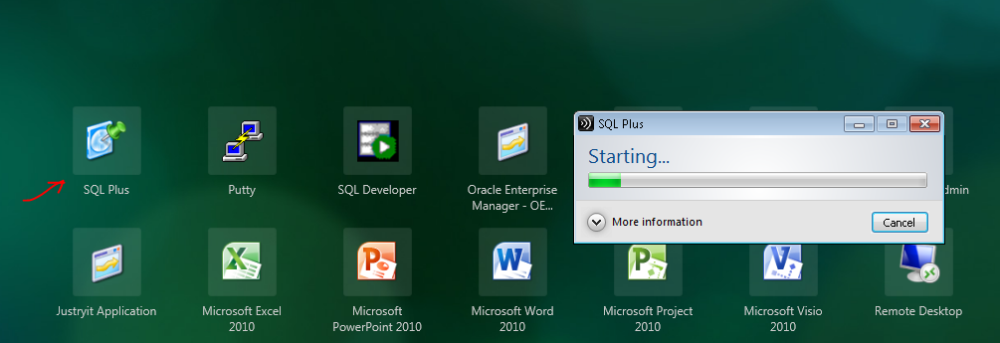 SQL Plus
Starting...
More information
Cancel
SQL Plus
Putty
SQL Developer
Oracle Enterprise
Manager - OE...
dmin
Justryit Application
Microsoft Excel
2010
Microsoft
PowerPoint 2010
Microsoft Word
2010
Microsoft Project
2010
Microsoft Visio
2010
Remote Desktop